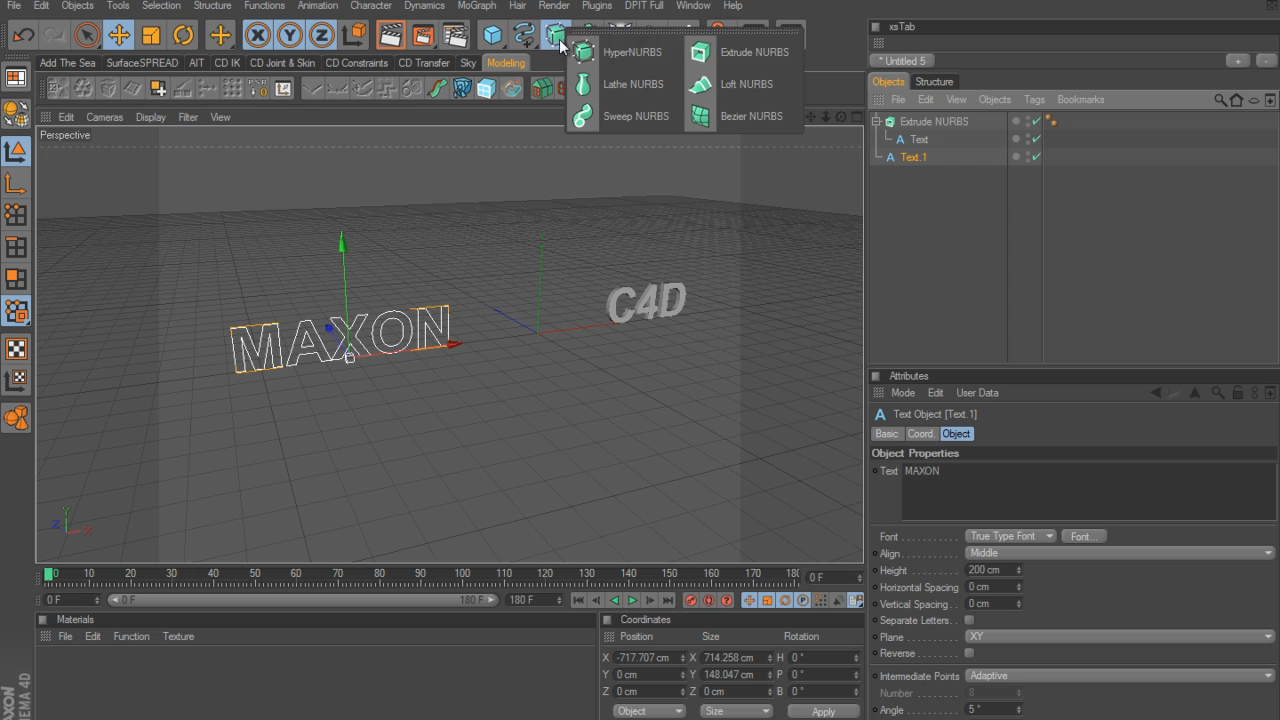 File Edit Objects Tools Selection Structure Functions Animation Character Dynamics MoGraph Hair Render Plugins DPIT Full Window Help
Add The Sea SurfaceSPREAD AIT CD IK CD Joint & Skin CD Constraints CD Transfer Sky Modeling
HyperNURBS Extrude NURBS
Lathe NURBS Loft NURBS
Sweep NURBS Bezier NURBS
Edit Cameras Display Filter View
Perspective
MAXON
C4D
Y
Z X
0 10 20 30 40 50 60 70 80 90 100 110 120 130 140 150 160 170 18( 0 F
0 F 0 F 180 F 180 F
Materials
File Edit Function Texture
Coordinates
Position Size Rotation
X -717.707 cm X 714.258 cm H 0 °
Y 0 cm Y 148.047 cm P 0 °
Z 0 cm Z 0 cm B 0 °
Object Size Apply
xsTab
* Untitled 5 + -
Objects Structure
File Edit View Objects Tags Bookmarks
Extrude NURBS
Text
Text.1
Attributes
Mode Edit User Data
Text Object [Text.1]
Basic Coord. Object
Object Properties
Text MAXON
Font True Type Font Font...
Align Middle
Height 200 cm
Horizontal Spacing 0 cm
Vertical Spacing 0 cm
Separate Letters
Plane XY
Reverse
Intermediate Points Adaptive
Number 8
Angle 5 °
MAXON
EMA 4D